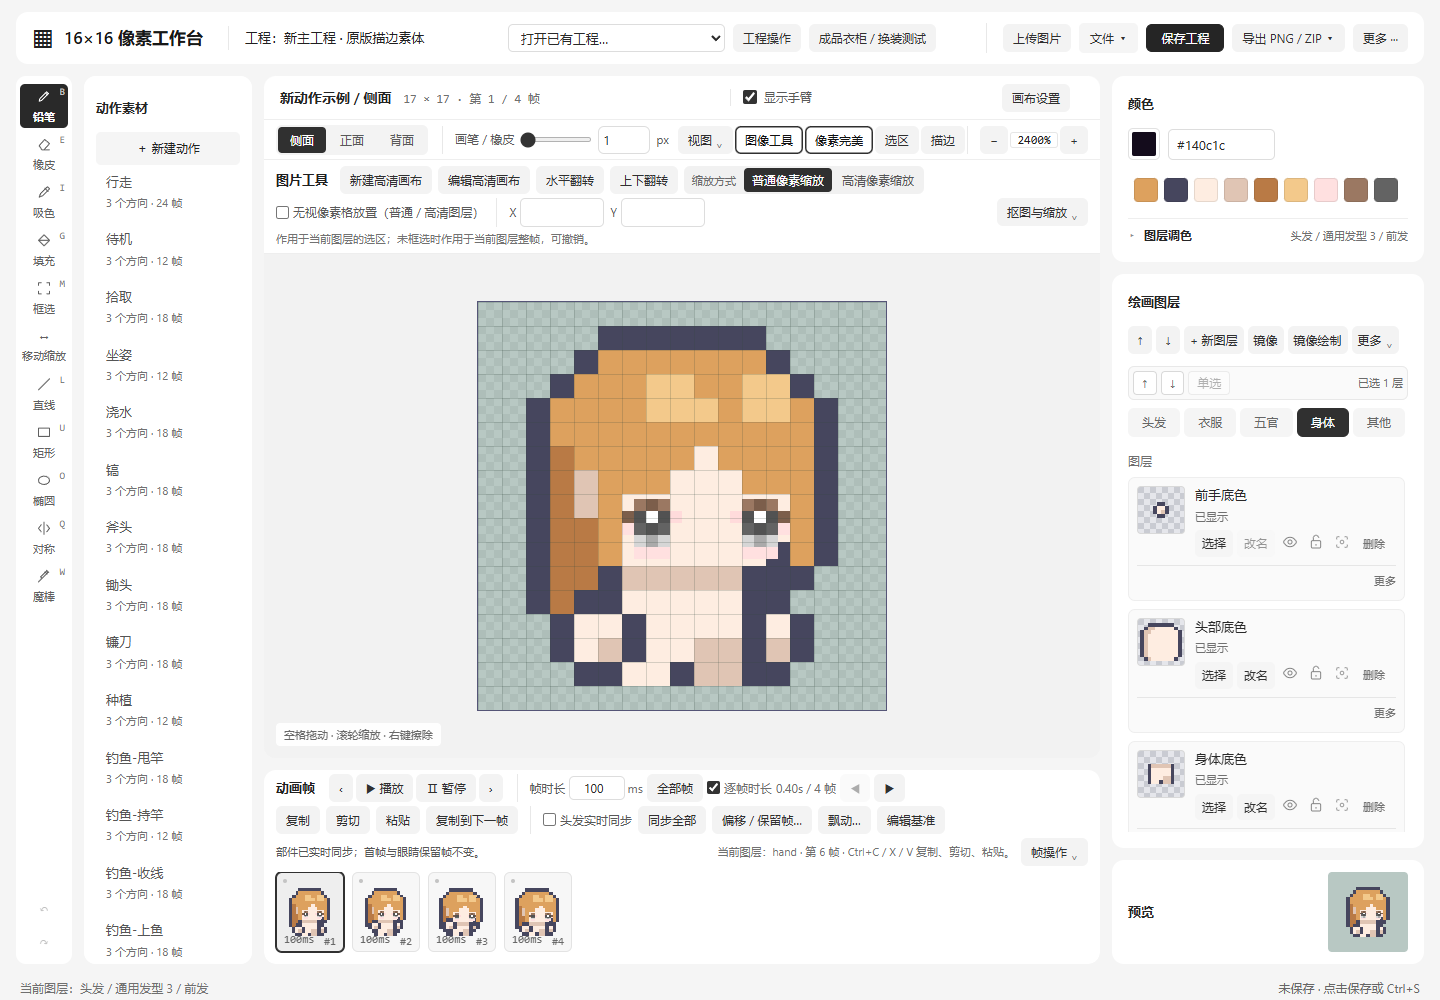 16×16 像素工作台
工程：新主工程 · 原版描边素体
打开已有工程...
工程操作
成品衣柜 / 换装测试
上传图片
文件
保存工程
导出 PNG / ZIP
更多 ...
B
铅笔
E
橡皮
I
吸色
G
填充
M
框选
移动缩放
L
直线
U
矩形
O
椭圆
Q
对称
W
魔棒
动作素材
+ 新建动作
行走
3 个方向 · 24 帧
待机
3 个方向 · 12 帧
拾取
3 个方向 · 18 帧
坐姿
3 个方向 · 12 帧
浇水
3 个方向 · 18 帧
镐
3 个方向 · 18 帧
斧头
3 个方向 · 18 帧
锄头
3 个方向 · 18 帧
镰刀
3 个方向 · 18 帧
种植
3 个方向 · 12 帧
钓鱼-甩竿
3 个方向 · 18 帧
钓鱼-持竿
3 个方向 · 12 帧
钓鱼-收线
3 个方向 · 18 帧
钓鱼-上鱼
3 个方向 · 18 帧
新动作示例 / 侧面
17 × 17 · 第 1 / 4 帧
显示手臂
画布设置
侧面 正面 背面
画笔 / 橡皮
1
px
视图
图像工具
像素完美
选区
描边
−
2400%
+
图片工具
新建高清画布
编辑高清画布
水平翻转
上下翻转
缩放方式
普通像素缩放
高清像素缩放
无视像素格放置（普通 / 高清图层）
X
Y
抠图与缩放
作用于当前图层的选区；未框选时作用于当前图层整帧，可撤销。
空格拖动 · 滚轮缩放 · 右键擦除
动画帧
‹
▶ 播放
II 暂停
›
帧时长
100
ms
全部帧
逐帧时长 0.40s / 4 帧
◀
▶
复制
剪切
粘贴
复制到下一帧
头发实时同步
同步全部
偏移 / 保留帧...
飘动...
编辑基准
部件已实时同步；首帧与眼睛保留帧不变。
当前图层：hand · 第 6 帧 · Ctrl+C / X / V 复制、剪切、粘贴。
帧操作
100ms #1
100ms #2
100ms #3
100ms #4
颜色
#140c1c
图层调色
头发 / 通用发型 3 / 前发
绘画图层
↑
↓
+ 新图层
镜像
镜像绘制
更多
↑
↓
单选
已选 1 层
头发
衣服
五官
身体
其他
图层
前手底色
已显示
选择
改名
删除
更多
头部底色
已显示
选择
改名
删除
更多
身体底色
已显示
选择
改名
删除
预览
当前图层：头发 / 通用发型 3 / 前发
未保存 · 点击保存或 Ctrl+S